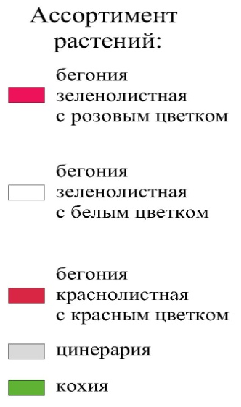 Ассортимент
растений:
бегония
зеленолистная
с розовым цветком
бегония
зеленолистная
с белым цветком
бегония
краснолистная
с красным цветком
цинерария
кохия